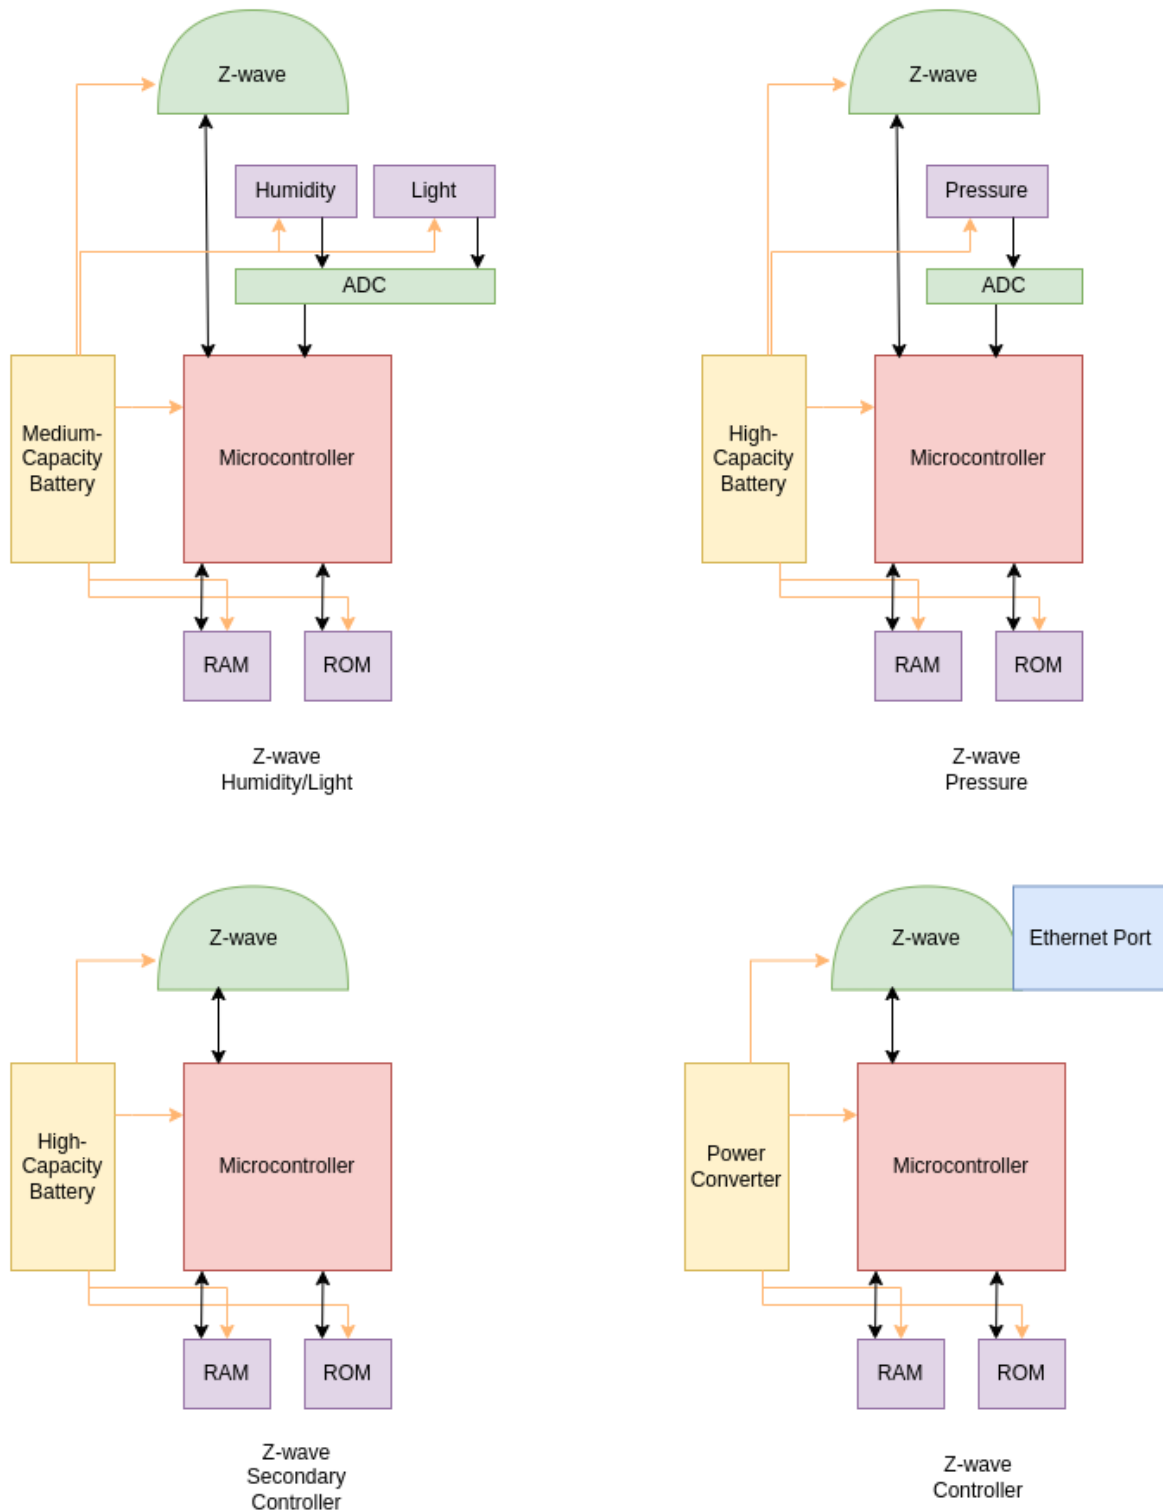 Z-wave
Humidity
Light
ADC
Medium-
Capacity
Battery
Microcontroller
RAM
ROM
Z-wave
Humidity/Light
Z-wave
Pressure
ADC
High-
Capacity
Battery
Microcontroller
RAM
ROM
Z-wave
Pressure
Z-wave
High-
Capacity
Battery
Microcontroller
RAM
ROM
Z-wave
Secondary
Controller
Z-wave
Ethernet Port
Power
Converter
Microcontroller
RAM
ROM
Z-wave
Controller